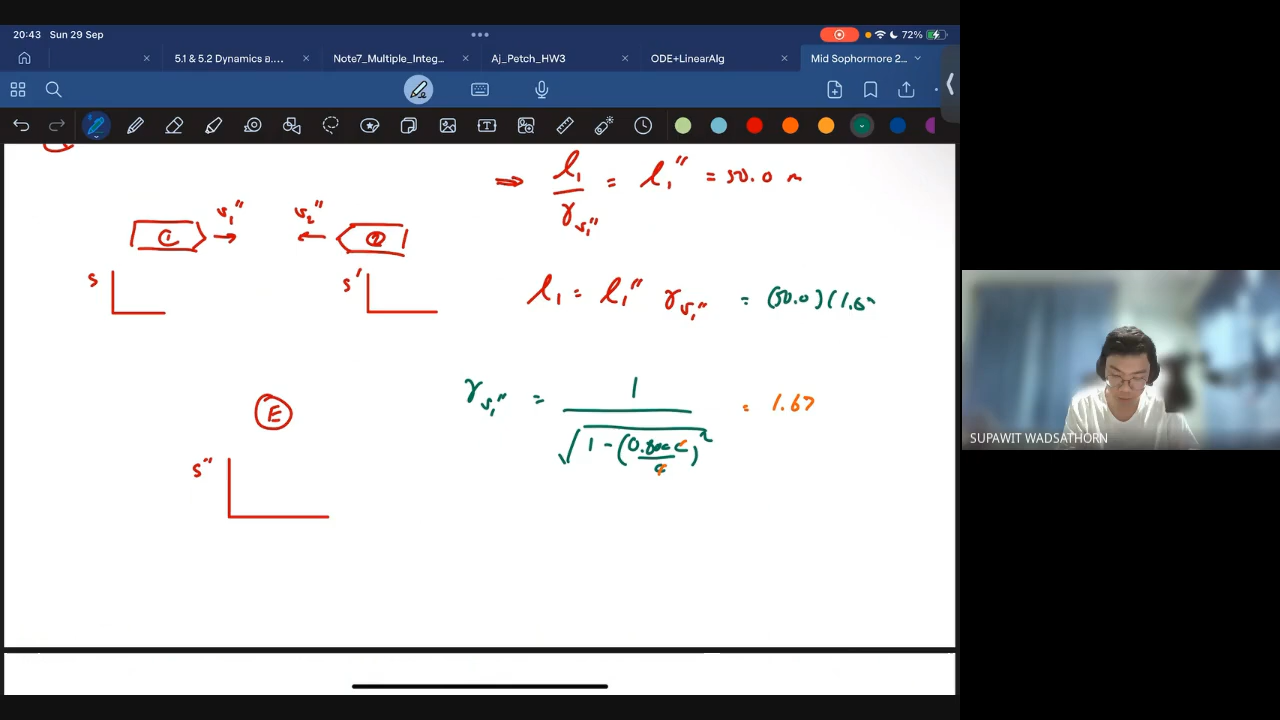 20:43 Sun 29 Sep
72%
5.1 & 5.2 Dynamics a....
Note7_Multiple_Integ...
Aj_Petch_HW3
ODE+LinearAlg
Mid Sophormore 2...
⇒ l₁ / γ_v₁″ = l₁″ = 50.0 m
v₁″ v₂″
① ②
S S′
l₁ = l₁″ γ_v₁″ = (50.0)(1.6
γ_v₁″ = 1 / √(1 - (0.800c / c)²) = 1.67
E
S″
SUPAWIT WADSATHORN